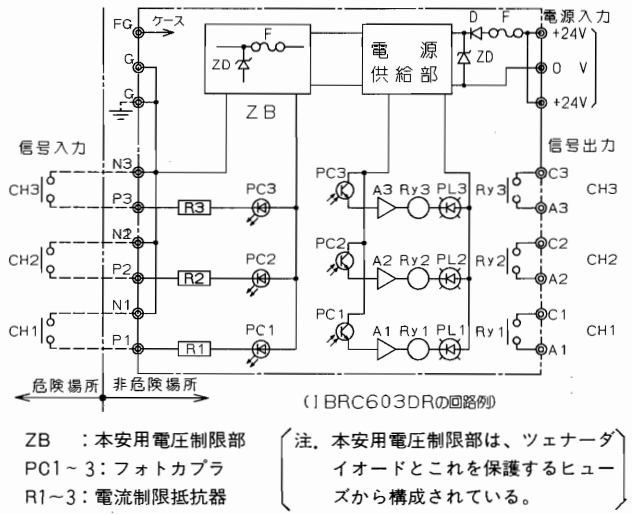 FG ケース
F
D F 電源入力
+24V
G
ZD
電源
供給部
ZD
0 V
G
+24V
ZB
信号入力
信号出力
N3
CH3
P3
R3
PC3
PC3
A3 Ry3 PL3
Ry3
C3
CH3
A3
N2
CH2
P2
R2
PC2
PC2
A2 Ry2 PL2
Ry2
C2
CH2
A2
N1
CH1
P1
R1
PC1
PC1
A1 Ry1 PL1
Ry1
C1
CH1
A1
危険場所 非危険場所
(1BRC603DRの回路例)
ZB :本安用電圧制限部
PC1~3:フォトカプラ
R1~3:電流制限抵抗器
注. 本安用電圧制限部は、ツェナーダ
イオードとこれを保護するヒュー
ズから構成されている。